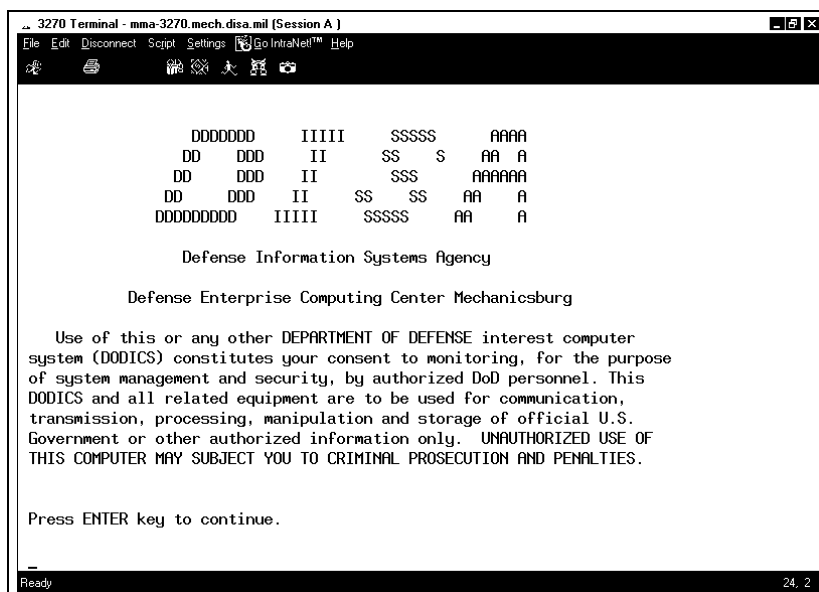 3270 Terminal - mma-3270.mech.disa.mil (Session A )
File Edit Disconnect Script Settings Go IntraNet!™ Help
DDDDDDD IIIII SSSSS AAAA
DD DDD II SS S AA A
DD DDD II SSS AAAAAA
DD DDD II SS SS AA A
DDDDDDDDD IIIII SSSSS AA A
Defense Information Systems Agency
Defense Enterprise Computing Center Mechanicsburg
Use of this or any other DEPARTMENT OF DEFENSE interest computer
system (DODICS) constitutes your consent to monitoring, for the purpose
of system management and security, by authorized DoD personnel. This
DODICS and all related equipment are to be used for communication,
transmission, processing, manipulation and storage of official U.S.
Government or other authorized information only. UNAUTHORIZED USE OF
THIS COMPUTER MAY SUBJECT YOU TO CRIMINAL PROSECUTION AND PENALTIES.
Press ENTER key to continue.
Ready 24, 2